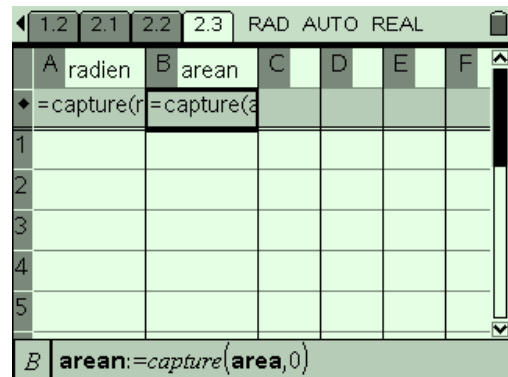 1.2 2.1 2.2 2.3 RAD AUTO REAL
A radien B arean C D E F
=capture(r =capture(a
1
2
3
4
5
B arean:=capture(area,0)